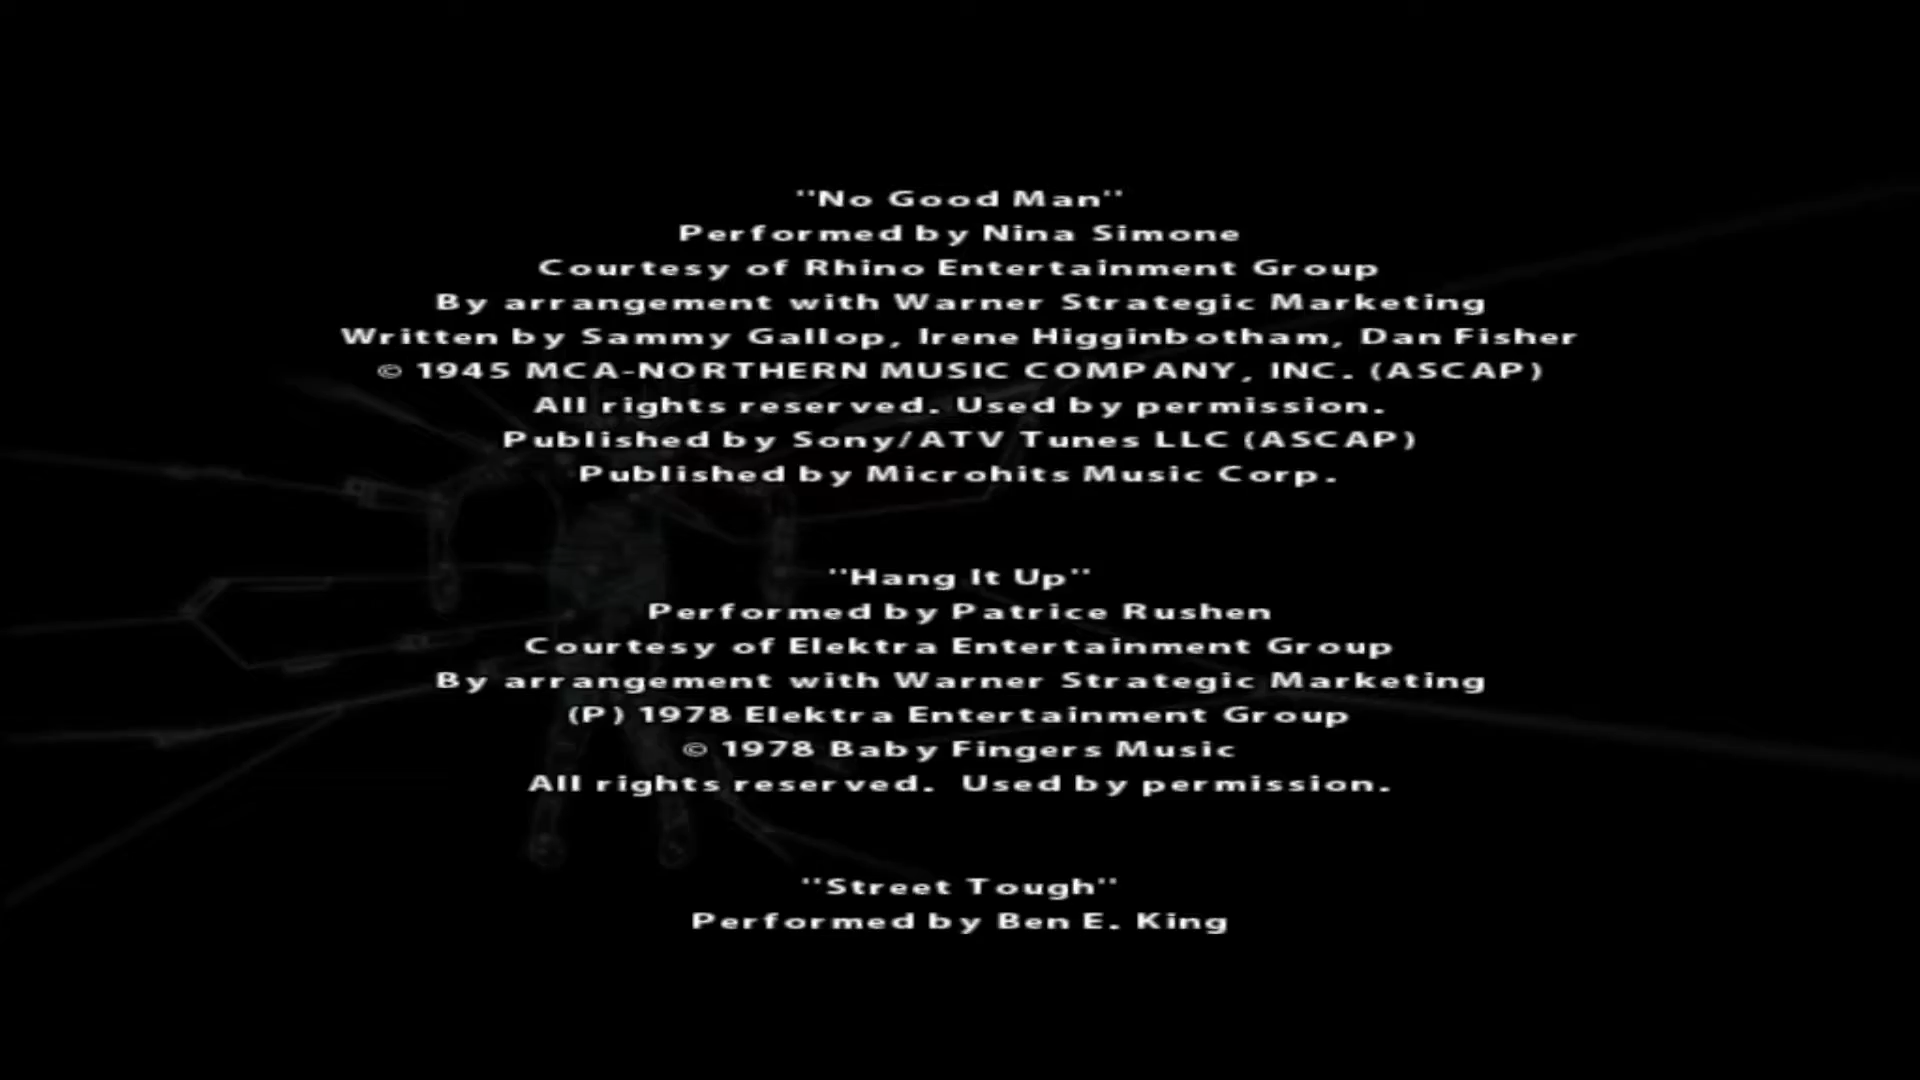 "No Good Man"
Performed by Nina Simone
Courtesy of Rhino Entertainment Group
By arrangement with Warner Strategic Marketing
Written by Sammy Gallop, Irene Higginbotham, Dan Fisher
© 1945 MCA-NORTHERN MUSIC COMPANY, INC. (ASCAP)
All rights reserved. Used by permission.
Published by Sony/ATV Tunes LLC (ASCAP)
Published by Microhits Music Corp.
"Hang It Up"
Performed by Patrice Rushen
Courtesy of Elektra Entertainment Group
By arrangement with Warner Strategic Marketing
(P) 1978 Elektra Entertainment Group
© 1978 Baby Fingers Music
All rights reserved.  Used by permission.
"Street Tough"
Performed by Ben E. King